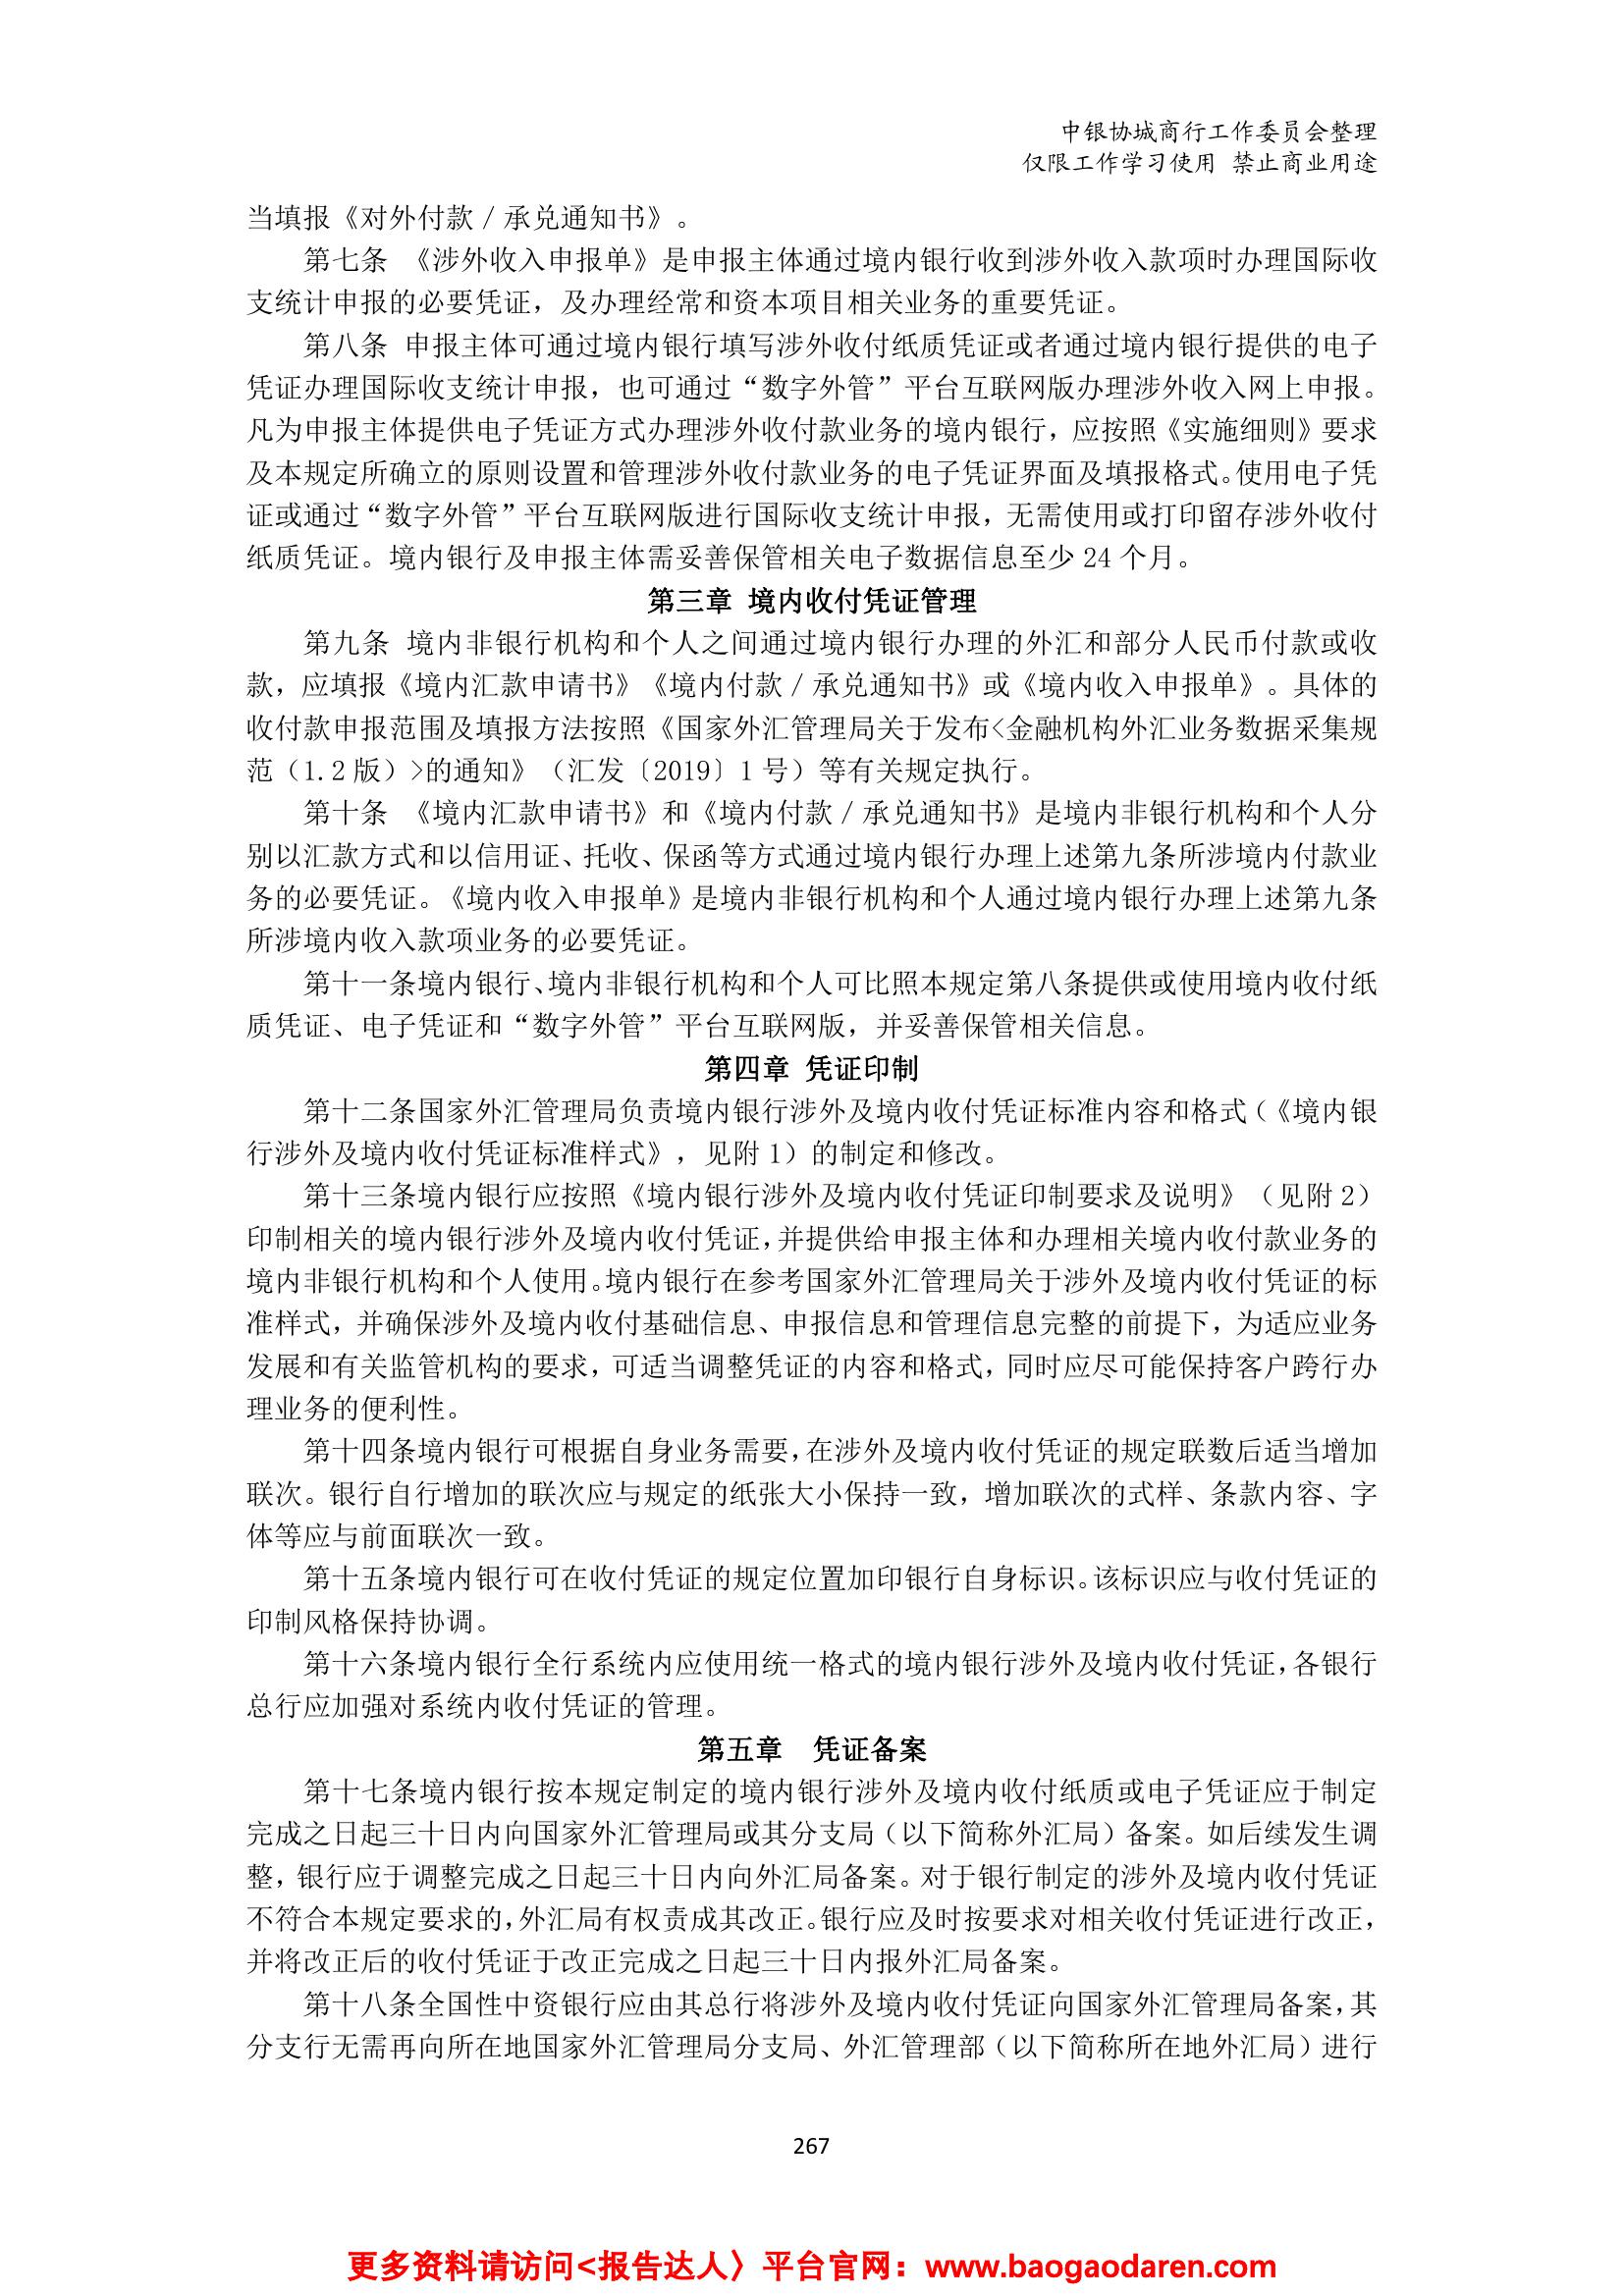 中银协城商行工作委员会整理
仅限工作学习使用 禁止商业用途
当填报《对外付款／承兑通知书》。
第七条 《涉外收入申报单》是申报主体通过境内银行收到涉外收入款项时办理国际收
支统计申报的必要凭证，及办理经常和资本项目相关业务的重要凭证。
第八条 申报主体可通过境内银行填写涉外收付纸质凭证或者通过境内银行提供的电子
凭证办理国际收支统计申报，也可通过“数字外管”平台互联网版办理涉外收入网上申报。
凡为申报主体提供电子凭证方式办理涉外收付款业务的境内银行，应按照《实施细则》要求
及本规定所确立的原则设置和管理涉外收付款业务的电子凭证界面及填报格式。使用电子凭
证或通过“数字外管”平台互联网版进行国际收支统计申报，无需使用或打印留存涉外收付
纸质凭证。境内银行及申报主体需妥善保管相关电子数据信息至少 24 个月。
第三章 境内收付凭证管理
第九条 境内非银行机构和个人之间通过境内银行办理的外汇和部分人民币付款或收
款，应填报《境内汇款申请书》《境内付款／承兑通知书》或《境内收入申报单》。具体的
收付款申报范围及填报方法按照《国家外汇管理局关于发布<金融机构外汇业务数据采集规
范（1.2 版）>的通知》（汇发〔2019〕1 号）等有关规定执行。
第十条 《境内汇款申请书》和《境内付款／承兑通知书》是境内非银行机构和个人分
别以汇款方式和以信用证、托收、保函等方式通过境内银行办理上述第九条所涉境内付款业
务的必要凭证。《境内收入申报单》是境内非银行机构和个人通过境内银行办理上述第九条
所涉境内收入款项业务的必要凭证。
第十一条境内银行、境内非银行机构和个人可比照本规定第八条提供或使用境内收付纸
质凭证、电子凭证和“数字外管”平台互联网版，并妥善保管相关信息。
第四章 凭证印制
第十二条国家外汇管理局负责境内银行涉外及境内收付凭证标准内容和格式（《境内银
行涉外及境内收付凭证标准样式》，见附 1）的制定和修改。
第十三条境内银行应按照《境内银行涉外及境内收付凭证印制要求及说明》（见附 2）
印制相关的境内银行涉外及境内收付凭证，并提供给申报主体和办理相关境内收付款业务的
境内非银行机构和个人使用。境内银行在参考国家外汇管理局关于涉外及境内收付凭证的标
准样式，并确保涉外及境内收付基础信息、申报信息和管理信息完整的前提下，为适应业务
发展和有关监管机构的要求，可适当调整凭证的内容和格式，同时应尽可能保持客户跨行办
理业务的便利性。
第十四条境内银行可根据自身业务需要，在涉外及境内收付凭证的规定联数后适当增加
联次。银行自行增加的联次应与规定的纸张大小保持一致，增加联次的式样、条款内容、字
体等应与前面联次一致。
第十五条境内银行可在收付凭证的规定位置加印银行自身标识。该标识应与收付凭证的
印制风格保持协调。
第十六条境内银行全行系统内应使用统一格式的境内银行涉外及境内收付凭证，各银行
总行应加强对系统内收付凭证的管理。
第五章　凭证备案
第十七条境内银行按本规定制定的境内银行涉外及境内收付纸质或电子凭证应于制定
完成之日起三十日内向国家外汇管理局或其分支局（以下简称外汇局）备案。如后续发生调
整，银行应于调整完成之日起三十日内向外汇局备案。对于银行制定的涉外及境内收付凭证
不符合本规定要求的，外汇局有权责成其改正。银行应及时按要求对相关收付凭证进行改正，
并将改正后的收付凭证于改正完成之日起三十日内报外汇局备案。
第十八条全国性中资银行应由其总行将涉外及境内收付凭证向国家外汇管理局备案，其
分支行无需再向所在地国家外汇管理局分支局、外汇管理部（以下简称所在地外汇局）进行
267
更多资料请访问<报告达人〉平台官网：www.baogaodaren.com